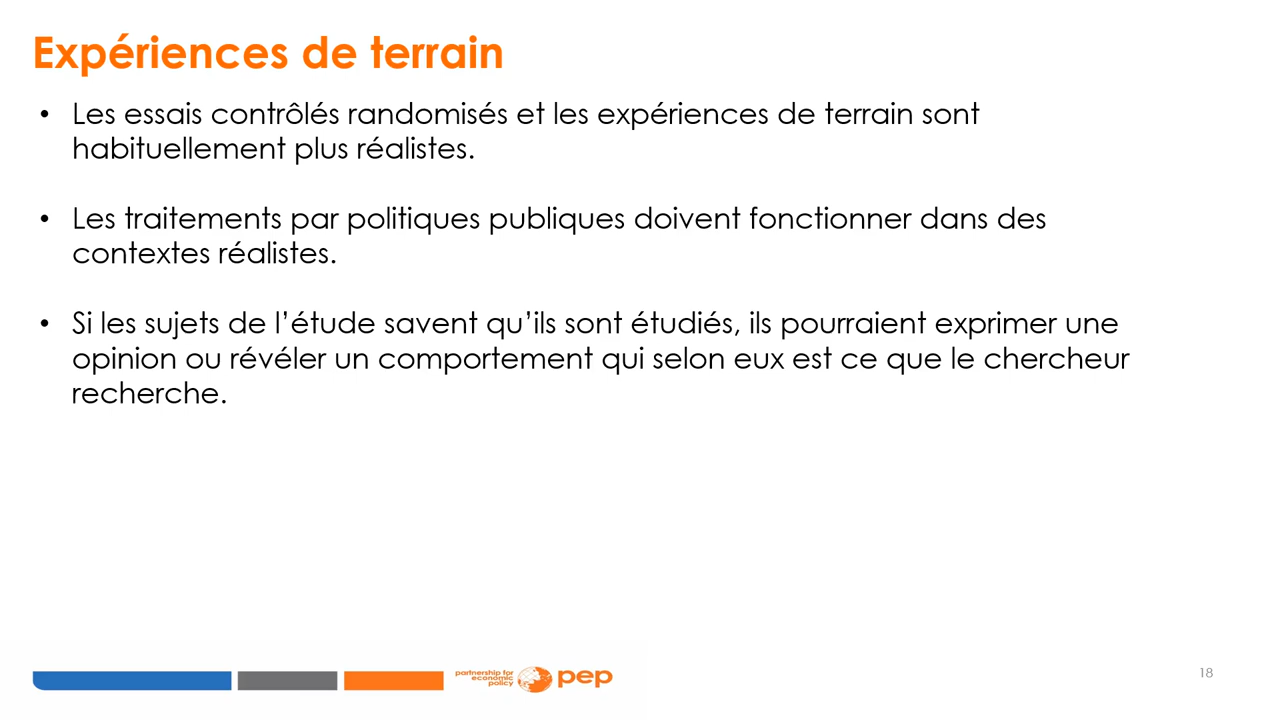 Expériences de terrain
• Les essais contrôlés randomisés et les expériences de terrain sont
habituellement plus réalistes.
• Les traitements par politiques publiques doivent fonctionner dans des
contextes réalistes.
• Si les sujets de l’étude savent qu’ils sont étudiés, ils pourraient exprimer une
opinion ou révéler un comportement qui selon eux est ce que le chercheur
recherche.
partnership for
economic
policy
pep
18